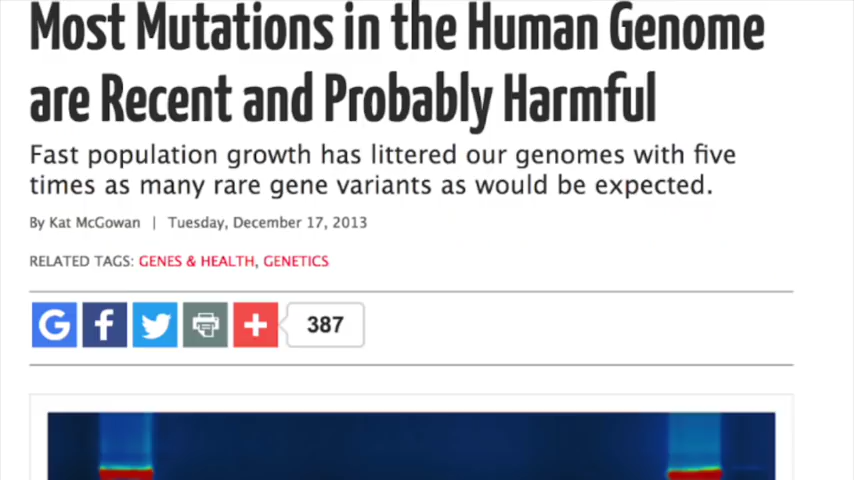 Most Mutations in the Human Genome
are Recent and Probably Harmful
Fast population growth has littered our genomes with five
times as many rare gene variants as would be expected.
By Kat McGowan | Tuesday, December 17, 2013
RELATED TAGS: GENES & HEALTH, GENETICS
G f + 387